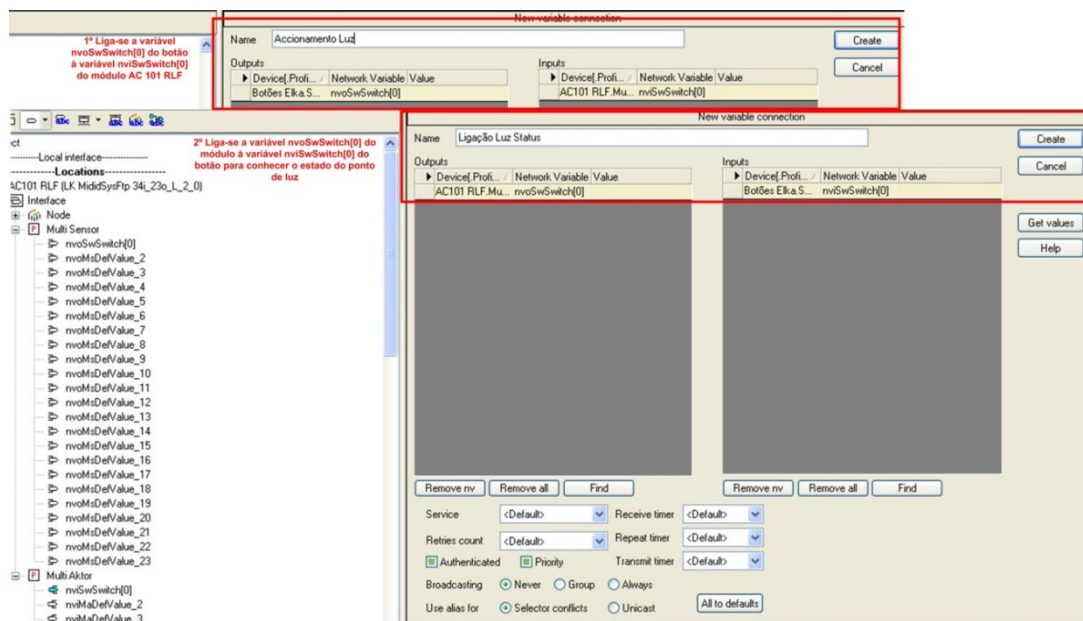 New variable connection
1º Liga-se a variável
nvoSwSwitch[0] do botão
à variável nviSwSwitch[0]
do módulo AC 101 RLF
Name Accionamento Luz Create
Outputs Inputs Cancel
Device[.Profi... / Network Variable Value Device[.Profi... / Network Variable Value
Botões Elka.S... nvoSwSwitch[0] AC101 RLF.Mu... nviSwSwitch[0]
2º Liga-se a variável nvoSwSwitch[0] do
módulo à variável nviSwSwitch[0] do
botão para conhecer o estado do ponto
de luz
New variable connection
Name Ligação Luz Status Create
Outputs Inputs Cancel
Device[.Profi... / Network Variable Value Device[.Profi... / Network Variable Value
AC101 RLF.Mu... nvoSwSwitch[0] Botões Elka.S... nviSwSwitch[0]
Get values
Help
ect
Local interface
Locations
AC101 RLF [LK MididSysFtp 34i_23o_L_2_0]
Interface
Node
Multi Sensor
nvoSwSwitch[0]
nvoMsDefValue_2
nvoMsDefValue_3
nvoMsDefValue_4
nvoMsDefValue_5
nvoMsDefValue_6
nvoMsDefValue_7
nvoMsDefValue_8
nvoMsDefValue_9
nvoMsDefValue_10
nvoMsDefValue_11
nvoMsDefValue_12
nvoMsDefValue_13
nvoMsDefValue_14
nvoMsDefValue_15
nvoMsDefValue_16
nvoMsDefValue_17
nvoMsDefValue_18
nvoMsDefValue_19
nvoMsDefValue_20
nvoMsDefValue_21
nvoMsDefValue_22
nvoMsDefValue_23
Multi Aktor
nviSwSwitch[0]
nviMaDefValue_2
nviMaDefValue_3
Remove nv Remove all Find Remove nv Remove all Find
Service <Default> Receive timer <Default>
Retries count <Default> Repeat timer <Default>
Authenticated Priority Transmit timer <Default>
Broadcasting Never Group Always
Use alias for Selector conflicts Unicast All to defaults